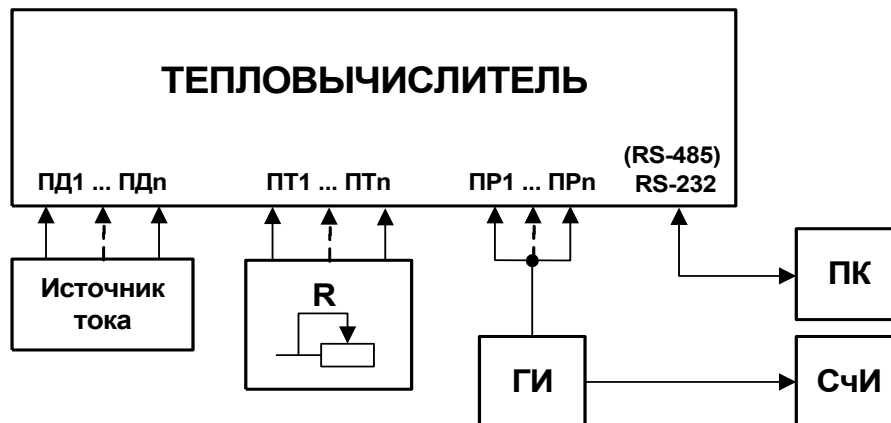 ТЕПЛОВЫЧИСЛИТЕЛЬ
(RS-485)
ПД1 ... ПДn ПТ1 ... ПТn ПР1 ... ПРn RS-232
Источник
тока
R
ПК
ГИ
СчИ